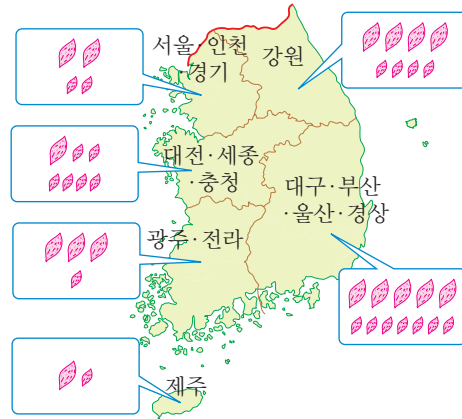 서울·인천
·경기
강원
대전·세종
·충청
대구·부산
·울산·경상
광주·전라
제주